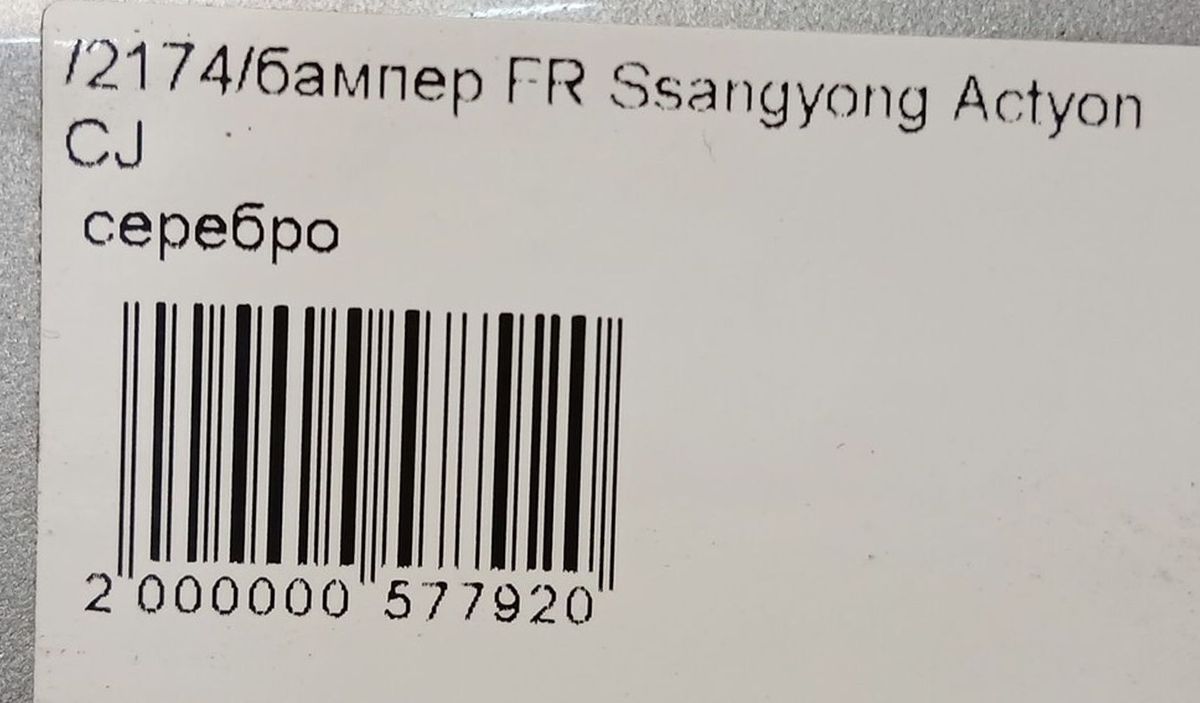 /2174/бампер FR Ssangyong Actyon
CJ
серебро
2 000000 577920